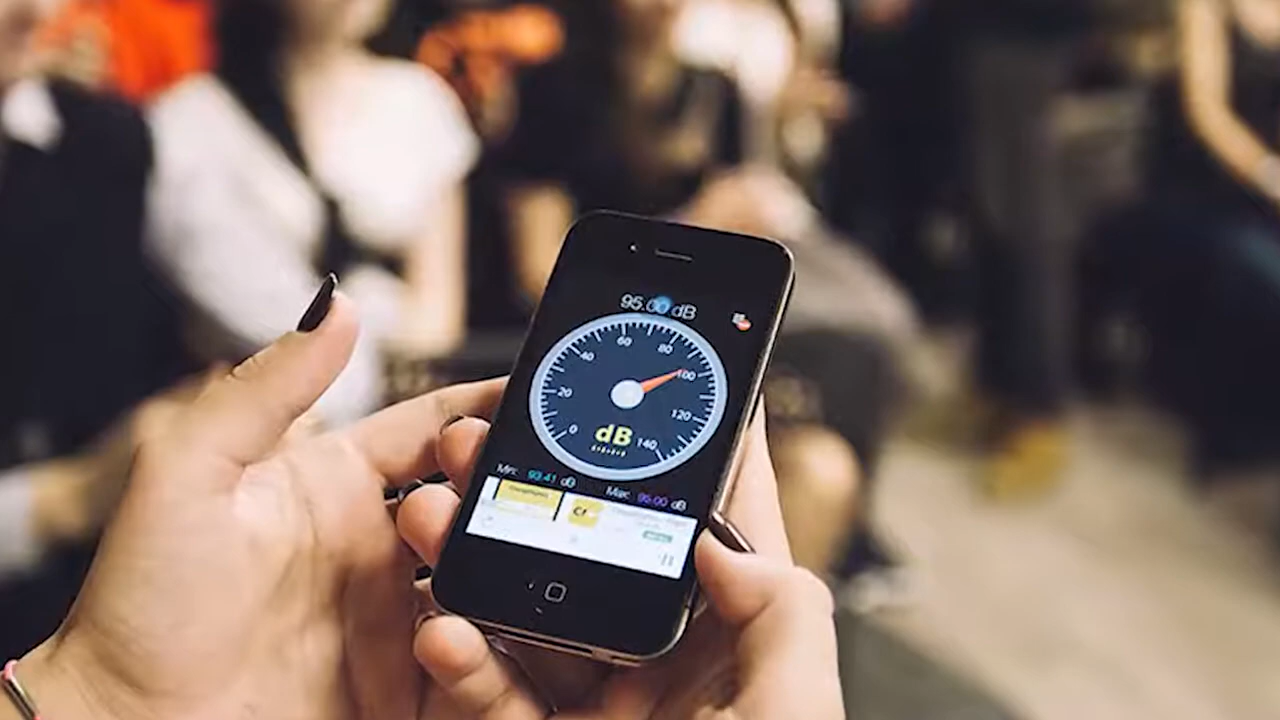 95.00 dB
60 80
40 100
20 120
0 140
dB
Min: 93.41 dB
Max: 95.00 dB